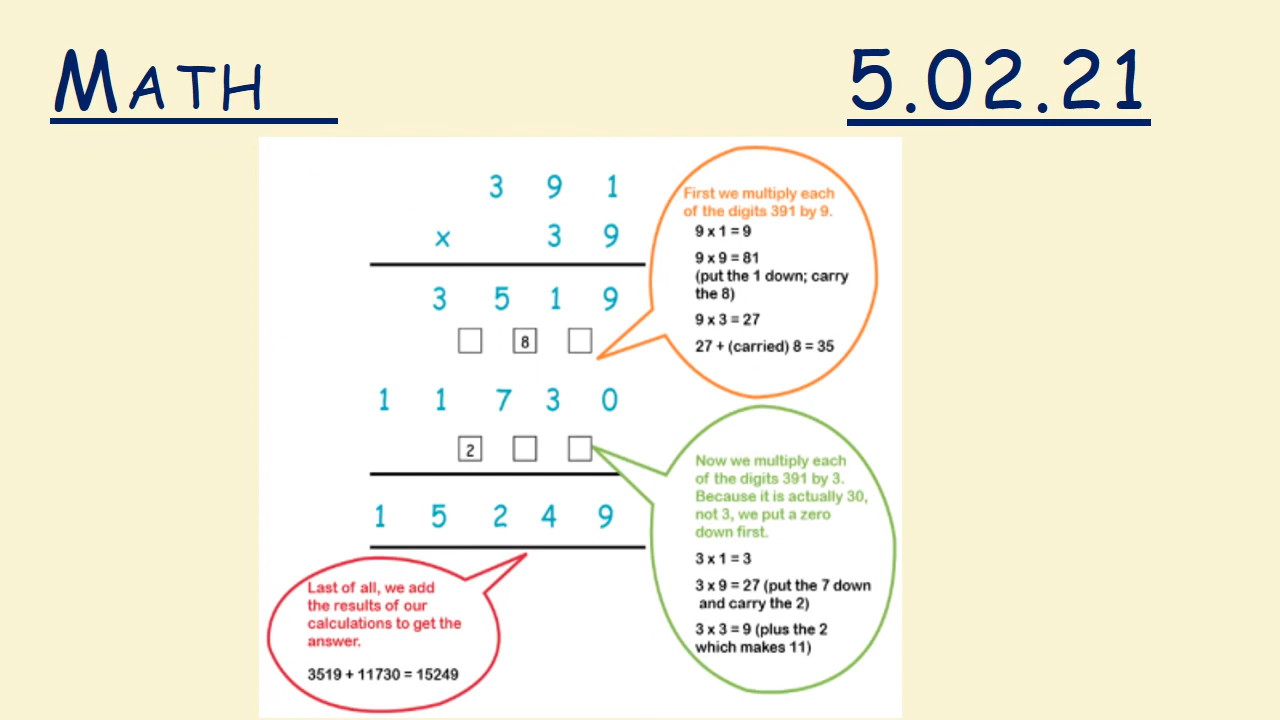 Math
5.02.21
3 9 1
x 3 9
3 5 1 9
8
1 1 7 3 0
2
1 5 2 4 9
First we multiply each
of the digits 391 by 9.
9 x 1 = 9
9 x 9 = 81
(put the 1 down; carry
the 8)
9 x 3 = 27
27 + (carried) 8 = 35
Now we multiply each
of the digits 391 by 3.
Because it is actually 30,
not 3, we put a zero
down first.
3 x 1 = 3
3 x 9 = 27 (put the 7 down
and carry the 2)
3 x 3 = 9 (plus the 2
which makes 11)
Last of all, we add
the results of our
calculations to get the
answer.
3519 + 11730 = 15249